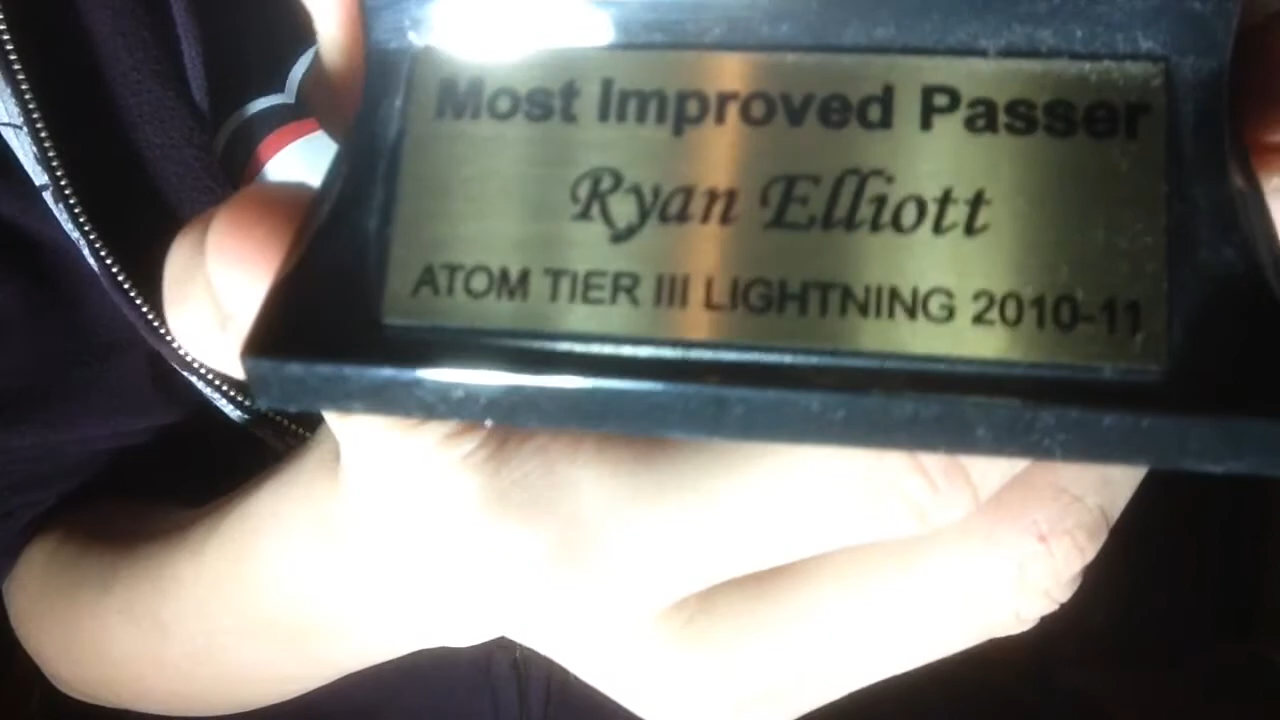 Most Improved Passer
Ryan Elliott
ATOM TIER III LIGHTNING 2010-11